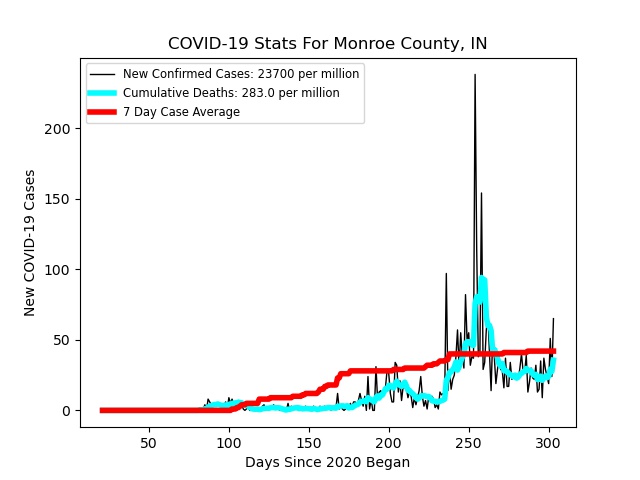 COVID-19 Stats For Monroe County, IN
New Confirmed Cases: 23700 per million
Cumulative Deaths: 283.0 per million
7 Day Case Average
New COVID-19 Cases
200
150
100
50
0
50 100 150 200 250 300
Days Since 2020 Began